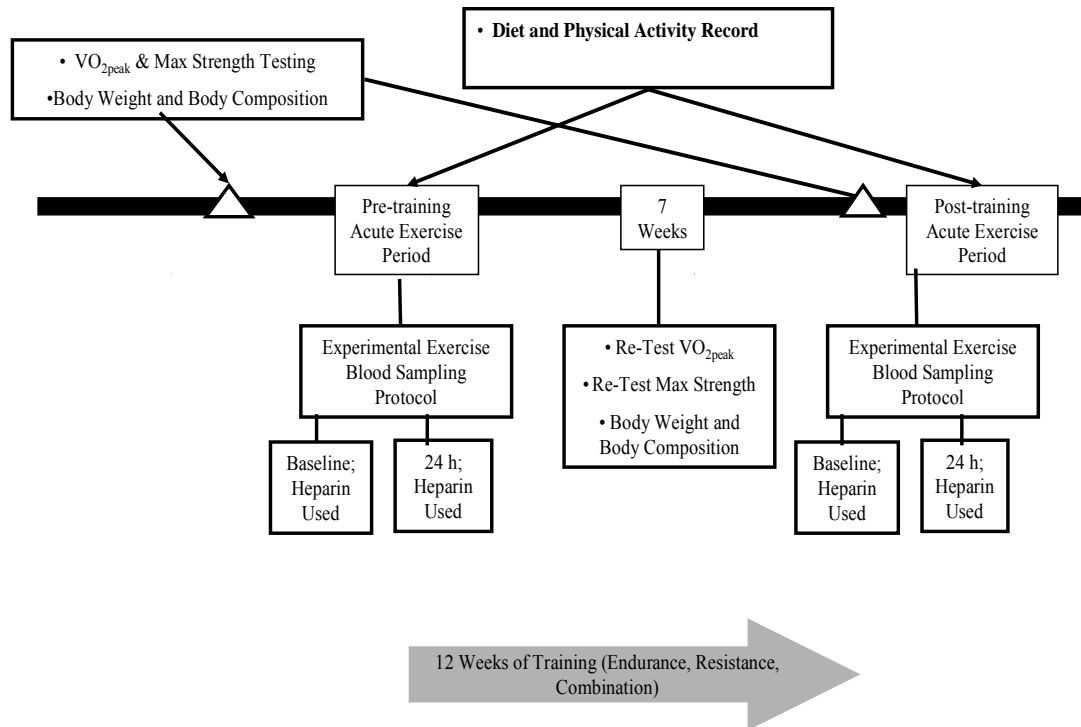 • VO2peak & Max Strength Testing
•Body Weight and Body Composition
• Diet and Physical Activity Record
Pre-training
Acute Exercise
Period
7
Weeks
Post-training
Acute Exercise
Period
Experimental Exercise
Blood Sampling
Protocol
• Re-Test VO2peak
• Re-Test Max Strength
• Body Weight and
Body Composition
Experimental Exercise
Blood Sampling
Protocol
Baseline;
Heparin
Used
24 h;
Heparin
Used
Baseline;
Heparin
Used
24 h;
Heparin
Used
12 Weeks of Training (Endurance, Resistance,
Combination)